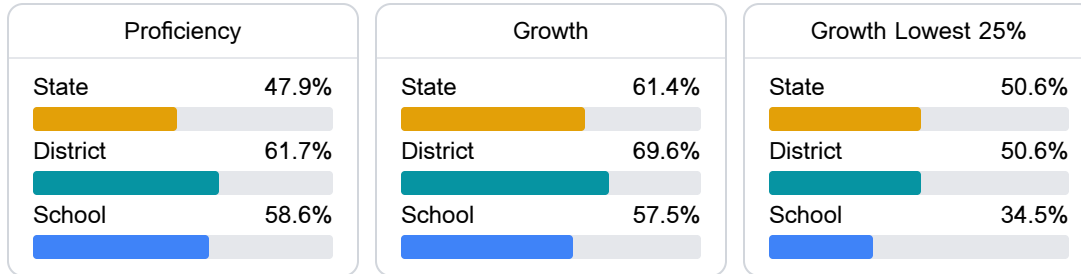 Proficiency
State 47.9%
District 61.7%
School 58.6%
Growth
State 61.4%
District 69.6%
School 57.5%
Growth Lowest 25%
State 50.6%
District 50.6%
School 34.5%